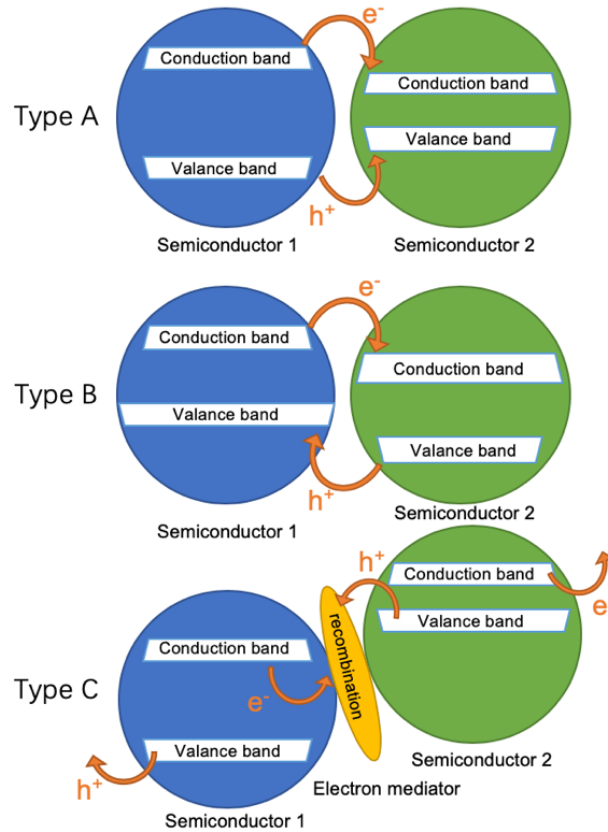 e-
Conduction band
Conduction band
Type A
Valance band
Valance band
h+
Semiconductor 1
Semiconductor 2
e-
Conduction band
Conduction band
Type B
Valance band
Valance band
h+
Semiconductor 1
Semiconductor 2
h+
Conduction band
e
Valance band
recombination
Conduction band
Type C
e-
Valance band
Semiconductor 2
h+
Electron mediator
Semiconductor 1